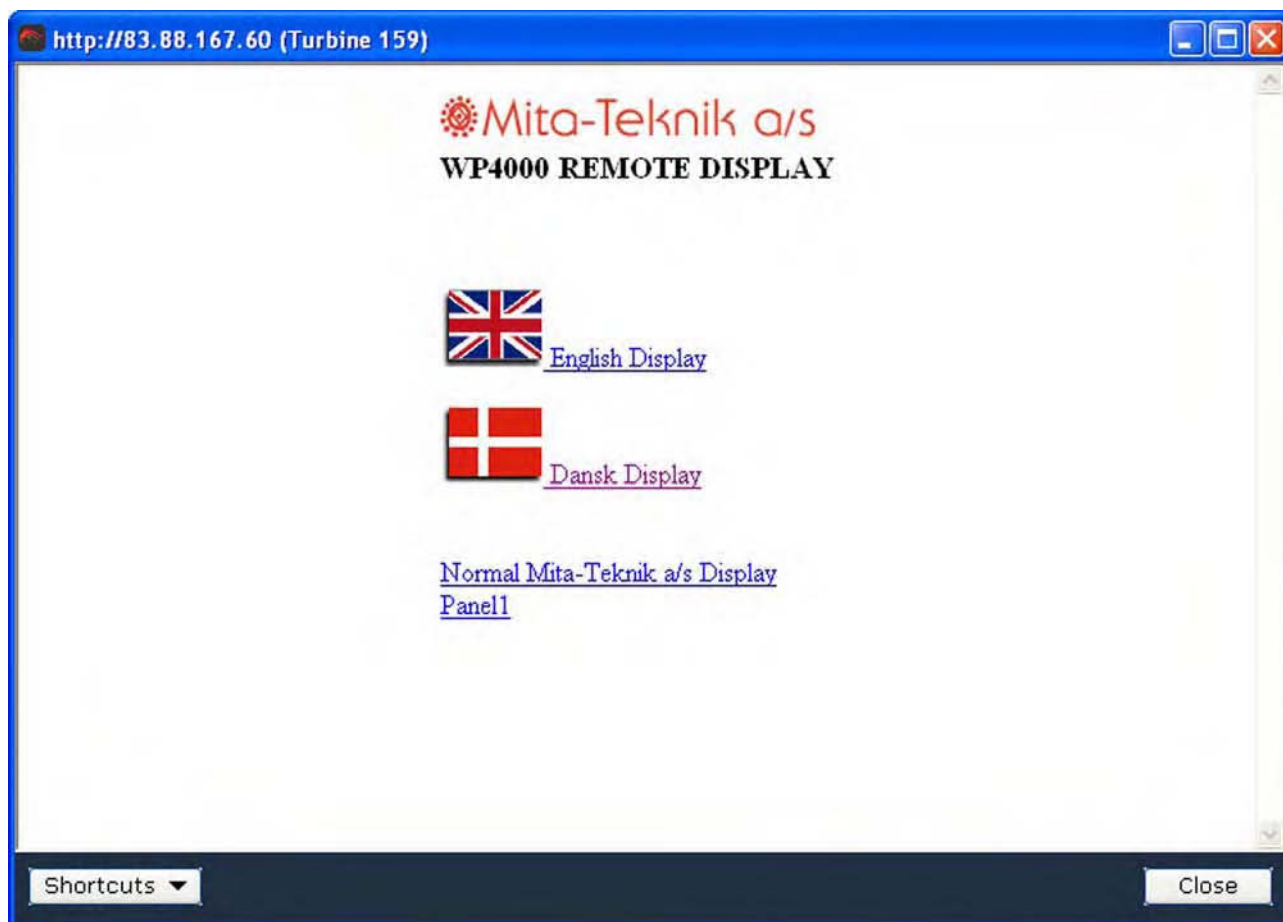 http://83.88.167.60 (Turbine 159)
Mita-Teknik a/s
WP4000 REMOTE DISPLAY
English Display
Dansk Display
Normal Mita-Teknik a/s Display
Panel1
Shortcuts
Close